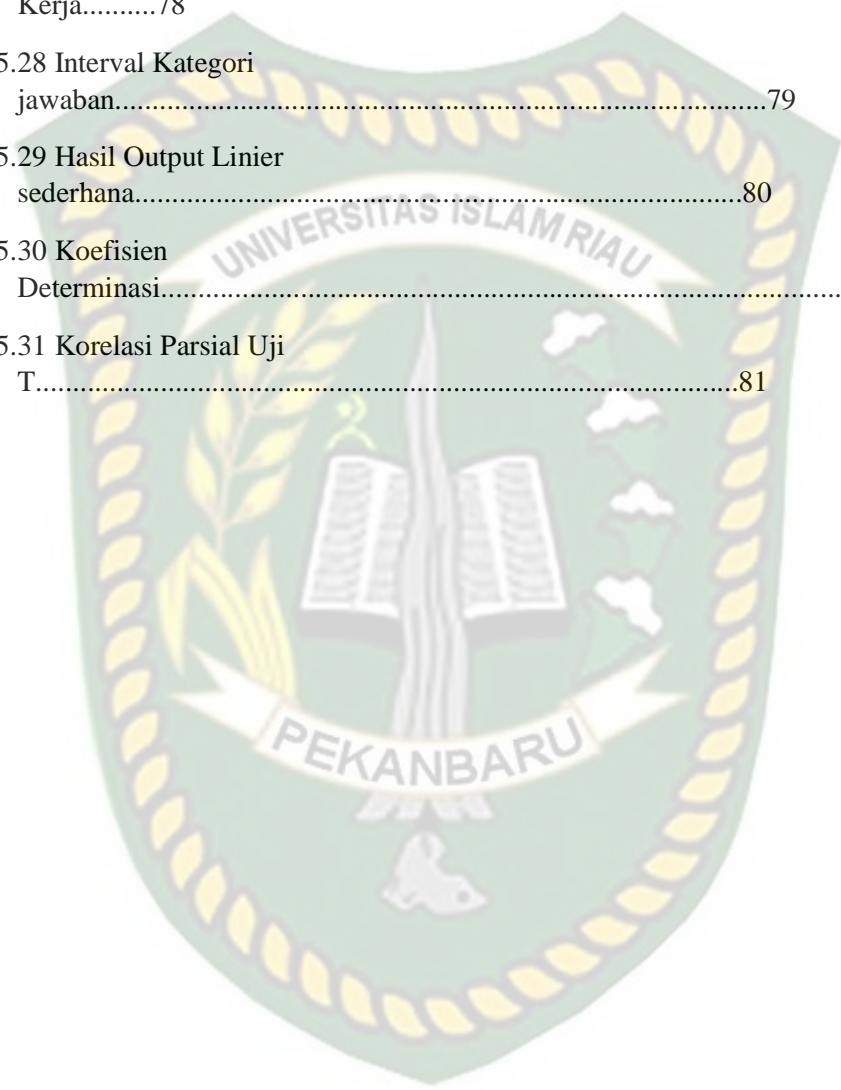 Kerja..........78
5.28 Interval Kategori
jawaban.......................................................................................79
5.29 Hasil Output Linier
sederhana.................................................................................80
5.30 Koefisien
Determinasi...........................................................................................
5.31 Korelasi Parsial Uji
T..............................................................................................81
UNIVERSITAS ISLAM RIAU
PEKANBARU